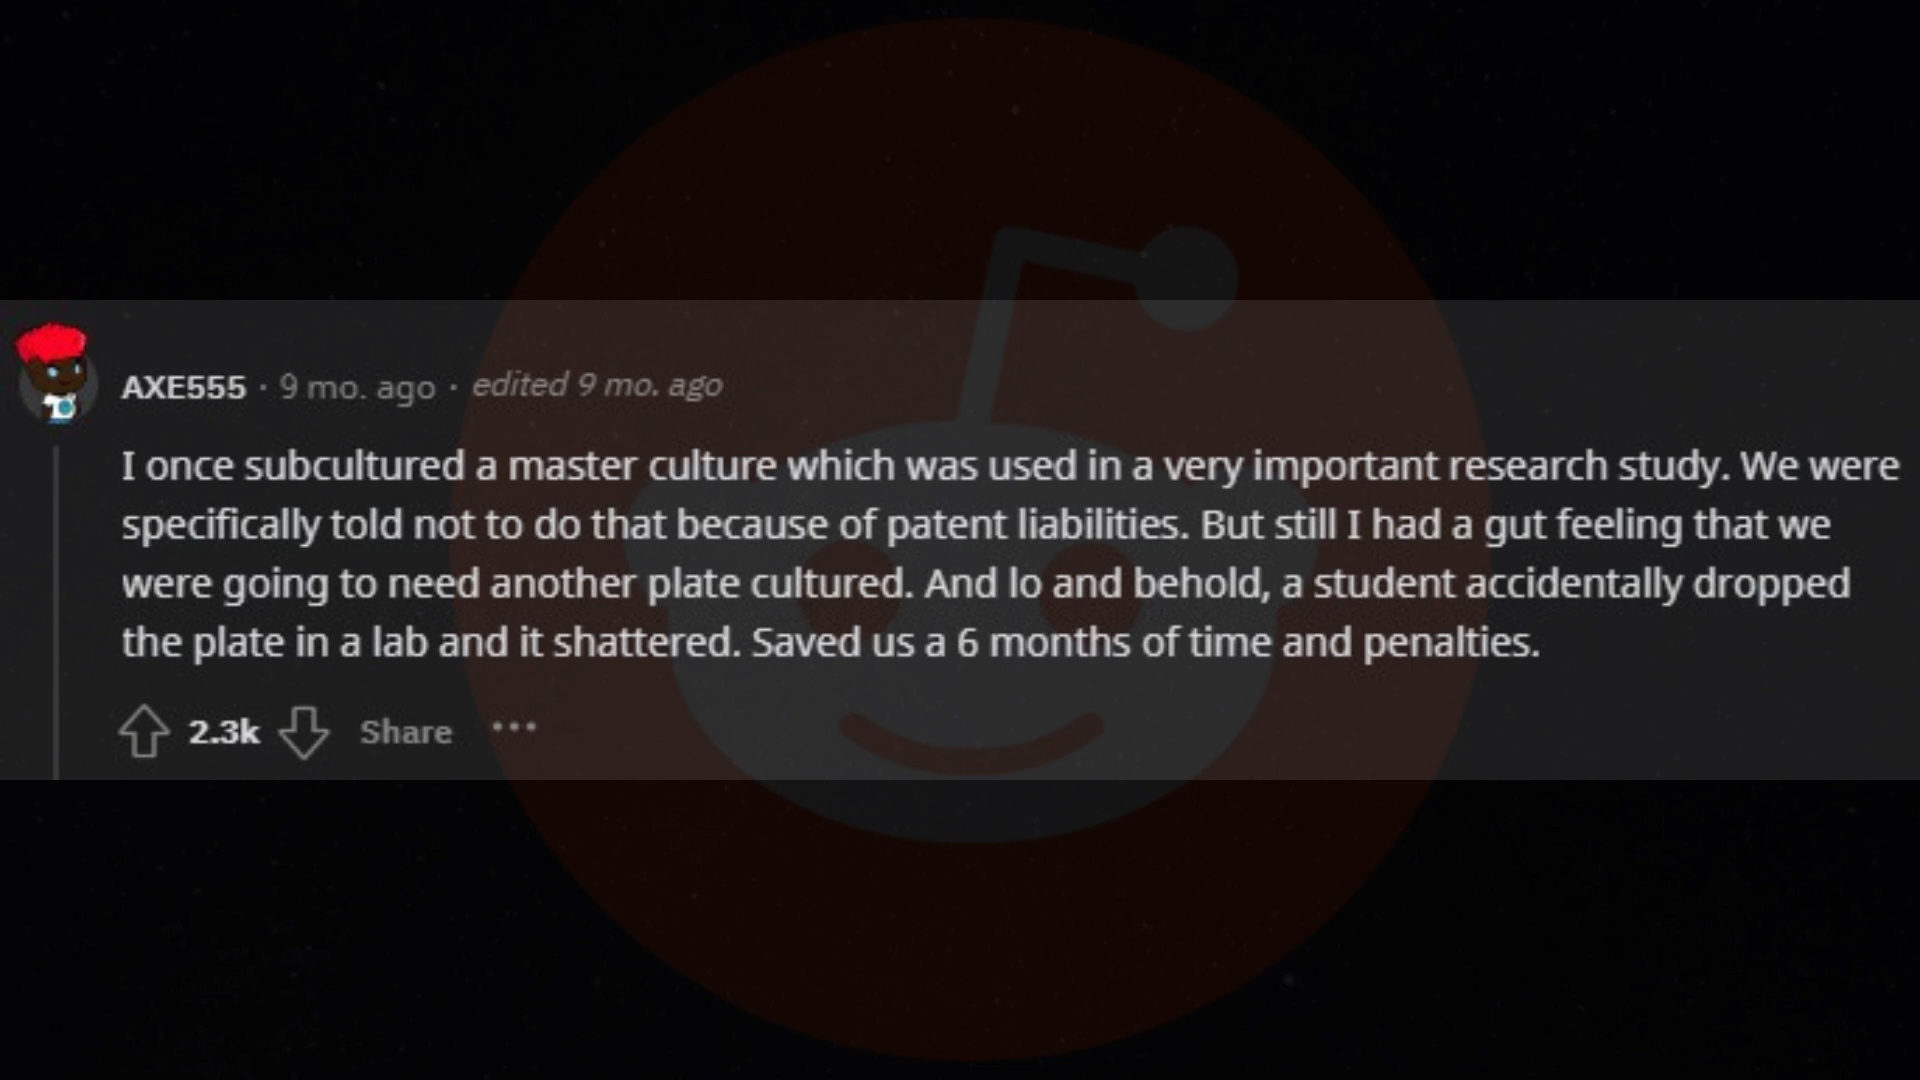 AXE555 · 9 mo. ago · edited 9 mo. ago
I once subcultured a master culture which was used in a very important research study. We were
specifically told not to do that because of patent liabilities. But still I had a gut feeling that we
were going to need another plate cultured. And lo and behold, a student accidentally dropped
the plate in a lab and it shattered. Saved us a 6 months of time and penalties.
2.3k Share ···